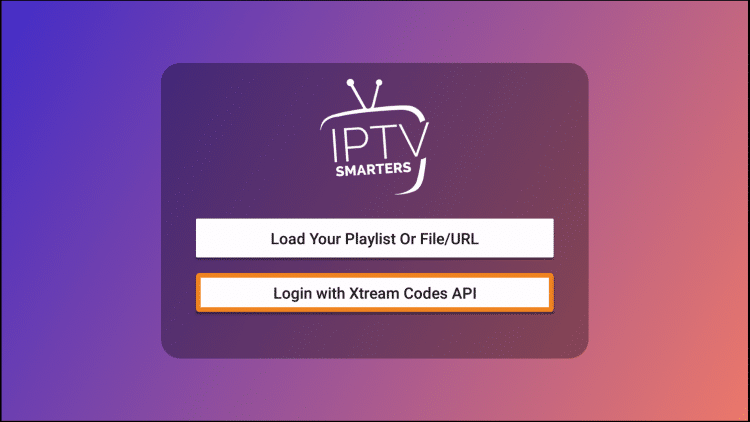 IPTV
SMARTERS
Load Your Playlist Or File/URL
Login with Xtream Codes API